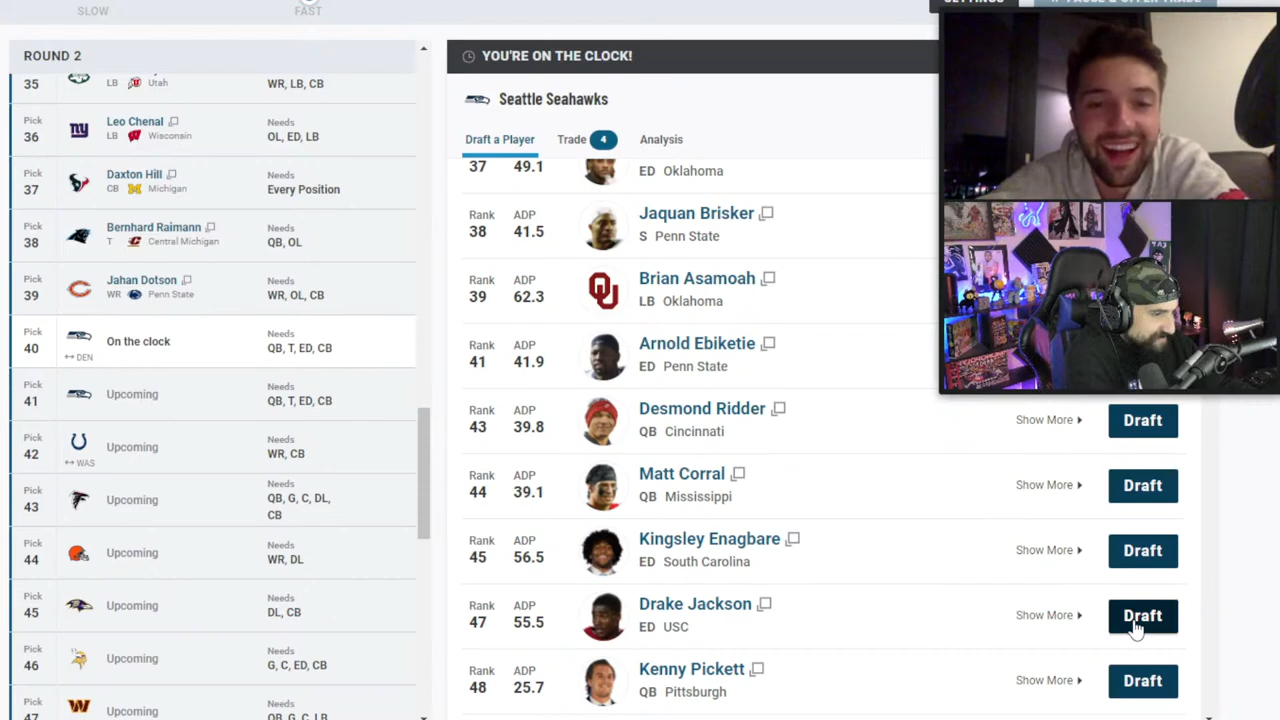 SLOW
FAST
ROUND 2
35
LB Utah
WR, LB, CB
Pick
36
Leo Chenal
LB Wisconsin
Needs
OL, ED, LB
Pick
37
Daxton Hill
CB Michigan
Needs
Every Position
Pick
38
Bernhard Raimann
T Central Michigan
Needs
QB, OL
Pick
39
Jahan Dotson
WR Penn State
Needs
WR, OL, CB
Pick
40
DEN
On the clock
Needs
QB, T, ED, CB
Pick
41
Upcoming
Needs
QB, T, ED, CB
Pick
42
WAS
Upcoming
Needs
WR, CB
Pick
43
Upcoming
Needs
QB, G, C, DL,
CB
Pick
44
Upcoming
Needs
WR, DL
Pick
45
Upcoming
Needs
DL, CB
Pick
46
Upcoming
Needs
G, C, ED, CB
Pick
47
Upcoming
Needs
QB, G, C, LB
YOU'RE ON THE CLOCK!
Seattle Seahawks
Draft a Player
Trade 4
Analysis
37 49.1
ED Oklahoma
Rank ADP
38 41.5
Jaquan Brisker
S Penn State
Rank ADP
39 62.3
Brian Asamoah
LB Oklahoma
Rank ADP
41 41.9
Arnold Ebiketie
ED Penn State
Rank ADP
43 39.8
Desmond Ridder
QB Cincinnati
Show More
Draft
Rank ADP
44 39.1
Matt Corral
QB Mississippi
Show More
Draft
Rank ADP
45 56.5
Kingsley Enagbare
ED South Carolina
Show More
Draft
Rank ADP
47 55.5
Drake Jackson
ED USC
Show More
Draft
Rank ADP
48 25.7
Kenny Pickett
QB Pittsburgh
Show More
Draft